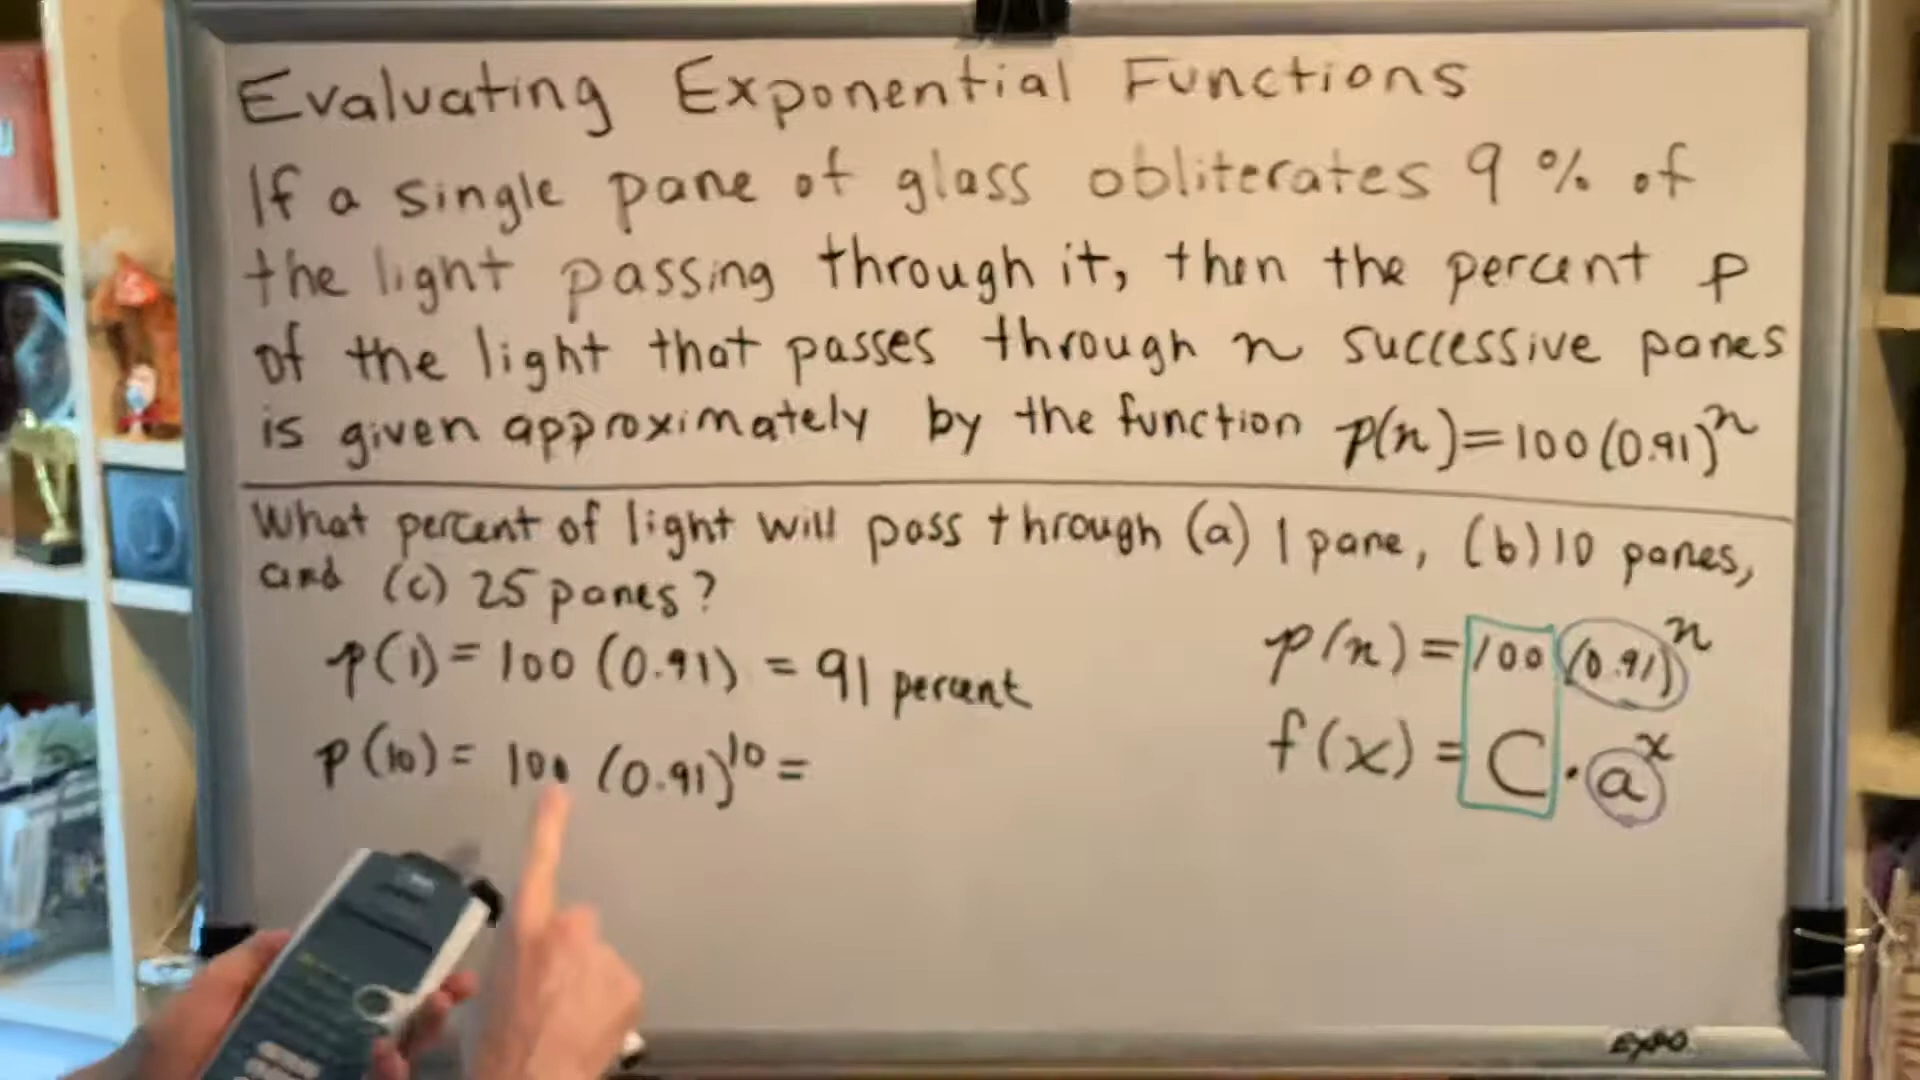 Evaluating Exponential Functions
If a single pane of glass obliterates 9 % of
the light passing through it, then the percent p
of the light that passes through n successive panes
is given approximately by the function p(n)=100(0.91)^n
What percent of light will pass through (a) 1 pane, (b) 10 panes,
and (c) 25 panes?
p(1) = 100 (0.91) = 91 percent
p(10) = 100 (0.91)^10 =
p(n) = 100 (0.91)^n
f(x) = C · a^x
EXPO